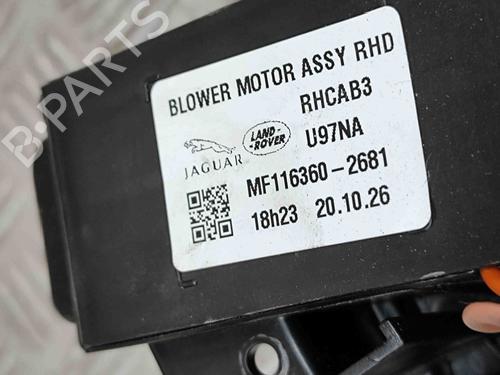 B-PARTS
BLOWER MOTOR ASSY RHD
RHCAB3
U97NA
JAGUAR
LAND-
ROVER
MF116360-2681
18h23 20.10.26